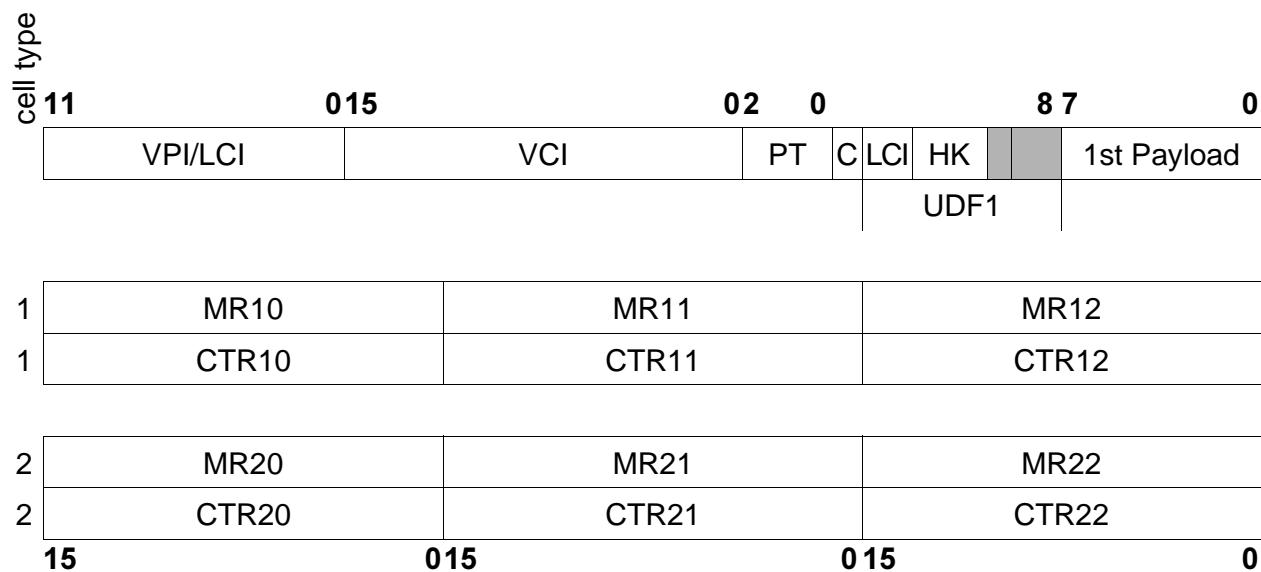 cell type
11 0 15 0 2 0 8 7 0
VPI/LCI VCI PT C LCI HK 1st Payload
UDF1
1 MR10 MR11 MR12
1 CTR10 CTR11 CTR12
2 MR20 MR21 MR22
2 CTR20 CTR21 CTR22
15 0 15 0 15 0